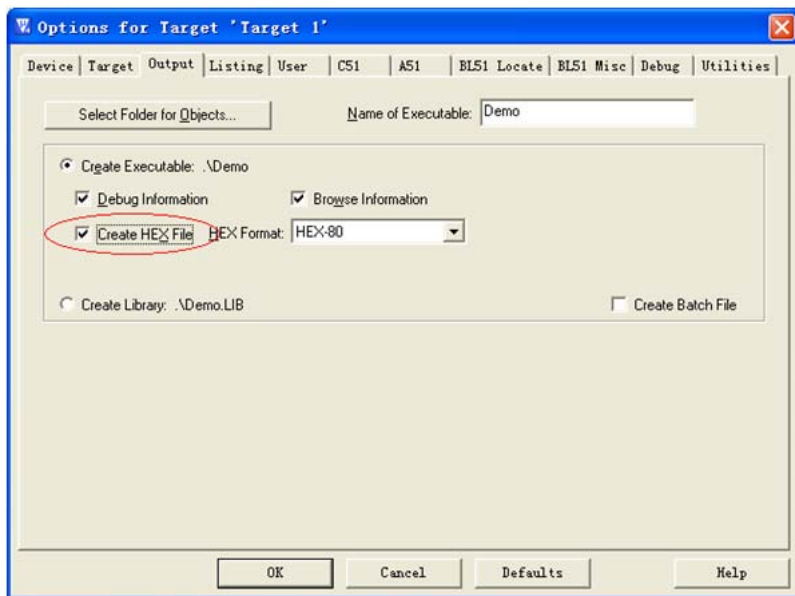 Options for Target 'Target 1'
Device Target Output Listing User C51 A51 BL51 Locate BL51 Misc Debug Utilities
Select Folder for Objects... Name of Executable: Demo
Create Executable: .\Demo
Debug Information Browse Information
Create HEX File HEX Format: HEX-80
Create Library: .\Demo.LIB Create Batch File
OK Cancel Defaults Help